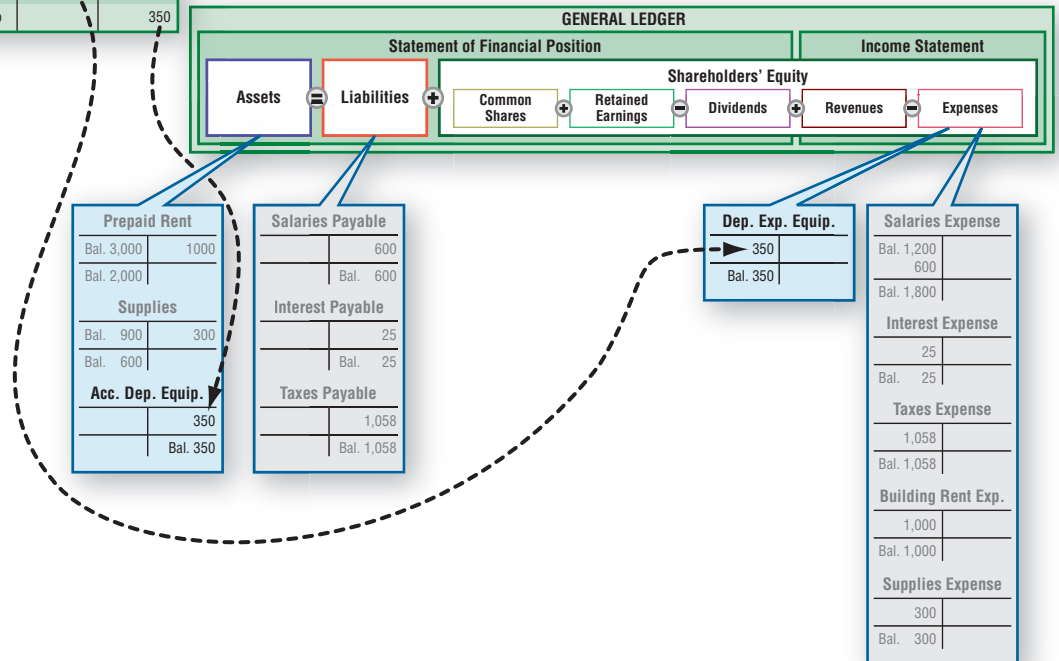 350
GENERAL LEDGER
Statement of Financial Position
Income Statement
Shareholders' Equity
Assets = Liabilities + Common Shares + Retained Earnings − Dividends + Revenues − Expenses
Prepaid Rent
Bal. 3,000 1000
Bal. 2,000
Supplies
Bal. 900 300
Bal. 600
Acc. Dep. Equip.
350
Bal. 350
Salaries Payable
600
Bal. 600
Interest Payable
25
Bal. 25
Taxes Payable
1,058
Bal. 1,058
Dep. Exp. Equip.
350
Bal. 350
Salaries Expense
Bal. 1,200
600
Bal. 1,800
Interest Expense
25
Bal. 25
Taxes Expense
1,058
Bal. 1,058
Building Rent Exp.
1,000
Bal. 1,000
Supplies Expense
300
Bal. 300